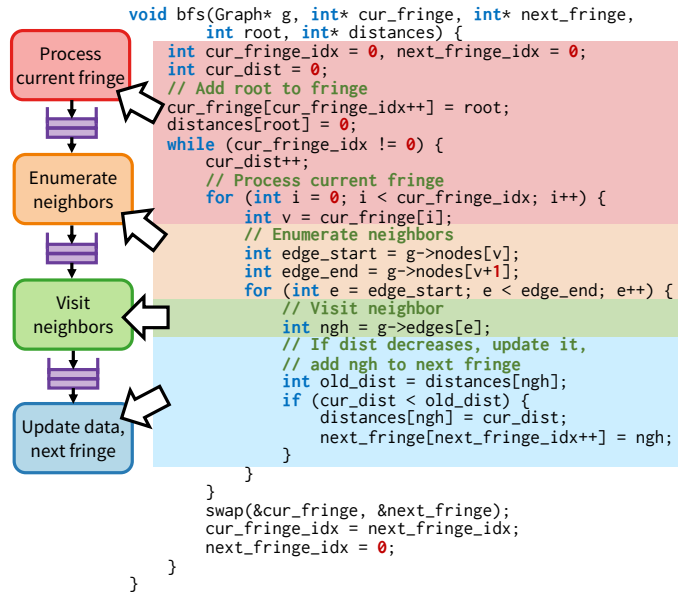 Process
current fringe
Enumerate
neighbors
Visit
neighbors
Update data,
next fringe
void bfs(Graph* g, int* cur_fringe, int* next_fringe,
        int root, int* distances) {
    int cur_fringe_idx = 0, next_fringe_idx = 0;
    int cur_dist = 0;
    // Add root to fringe
    cur_fringe[cur_fringe_idx++] = root;
    distances[root] = 0;
    while (cur_fringe_idx != 0) {
        cur_dist++;
        // Process current fringe
        for (int i = 0; i < cur_fringe_idx; i++) {
            int v = cur_fringe[i];
            // Enumerate neighbors
            int edge_start = g->nodes[v];
            int edge_end = g->nodes[v+1];
            for (int e = edge_start; e < edge_end; e++) {
                // Visit neighbor
                int ngh = g->edges[e];
                // If dist decreases, update it,
                // add ngh to next fringe
                int old_dist = distances[ngh];
                if (cur_dist < old_dist) {
                    distances[ngh] = cur_dist;
                    next_fringe[next_fringe_idx++] = ngh;
                }
            }
        }
        swap(&cur_fringe, &next_fringe);
        cur_fringe_idx = next_fringe_idx;
        next_fringe_idx = 0;
    }
}